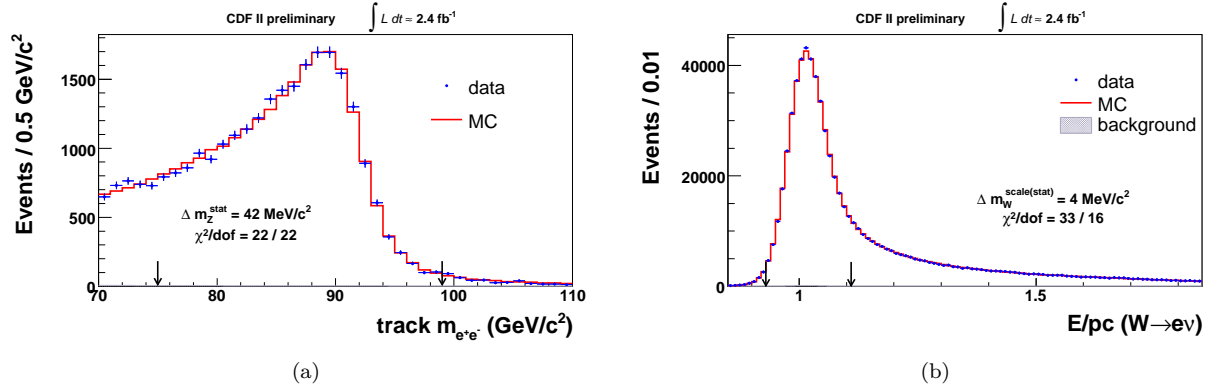 CDF II preliminary ∫ L dt ≈ 2.4 fb⁻¹
Events / 0.5 GeV/c²
1500
1000
500
0
data
MC
Δ m_Z^stat = 42 MeV/c²
χ²/dof = 22 / 22
70 80 90 100 110
track m_e⁺e⁻ (GeV/c²)
(a)
CDF II preliminary ∫ L dt ≈ 2.4 fb⁻¹
Events / 0.01
40000
20000
0
data
MC
background
Δ m_W^scale(stat) = 4 MeV/c²
χ²/dof = 33 / 16
1 1.5
E/pc (W→eν)
(b)